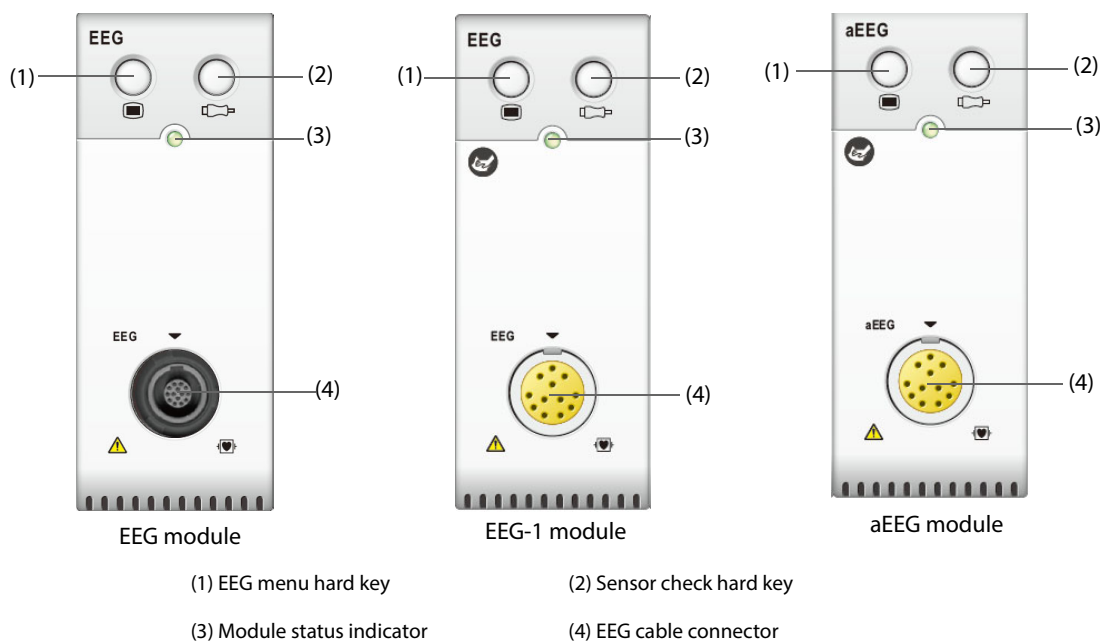 EEG
EEG
aEEG
(1)
(2)
(1)
(2)
(1)
(2)
(3)
(3)
(3)
EEG
EEG
aEEG
(4)
(4)
(4)
EEG module
EEG-1 module
aEEG module
(1) EEG menu hard key
(2) Sensor check hard key
(3) Module status indicator
(4) EEG cable connector